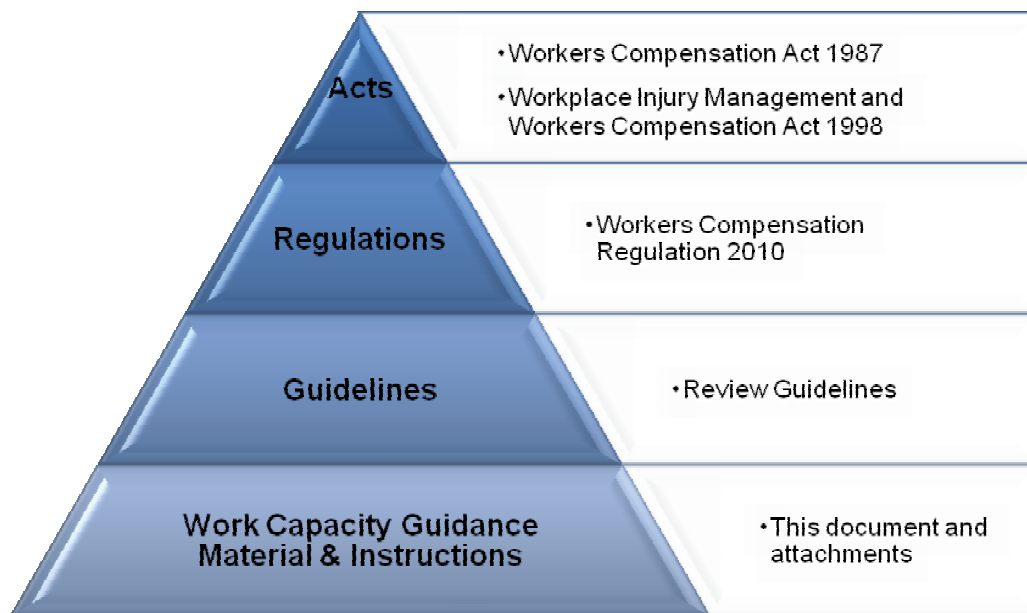 Acts
•Workers Compensation Act 1987
•Workplace Injury Management and
Workers Compensation Act 1998
Regulations
•Workers Compensation
Regulation 2010
Guidelines
•Review Guidelines
Work Capacity Guidance
Material & Instructions
•This document and
attachments